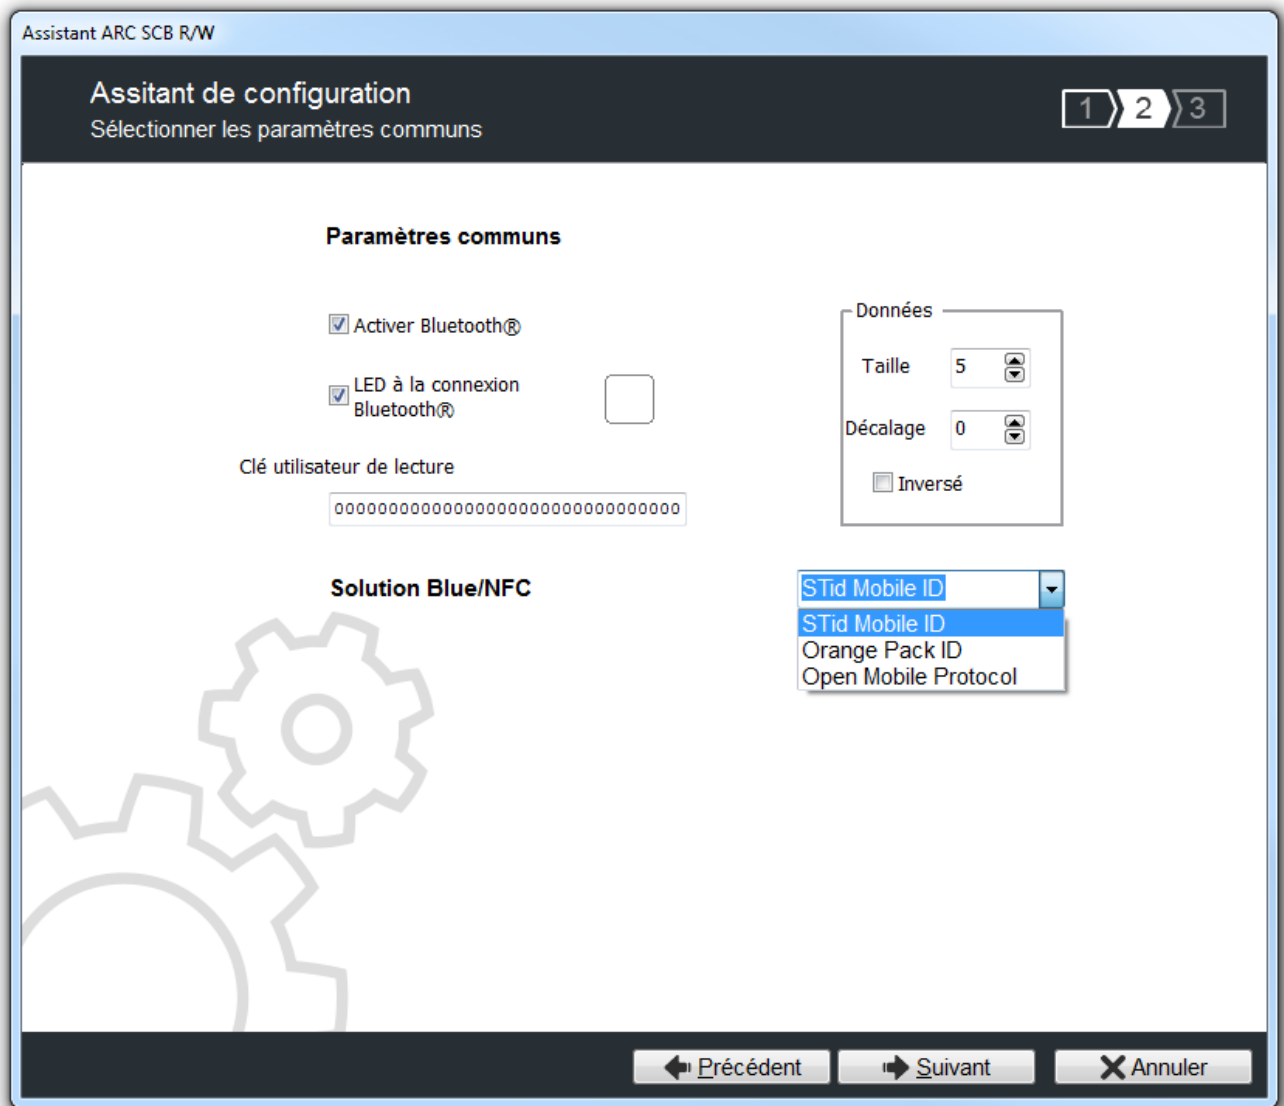 Assistant ARC SCB R/W
Assitant de configuration
Sélectionner les paramètres communs
1 2 3
Paramètres communs
Activer Bluetooth®
LED à la connexion
Bluetooth®
Clé utilisateur de lecture
00000000000000000000000000000000
Données
Taille 5
Décalage 0
Inversé
Solution Blue/NFC
STid Mobile ID
STid Mobile ID
Orange Pack ID
Open Mobile Protocol
Précédent
Suivant
Annuler